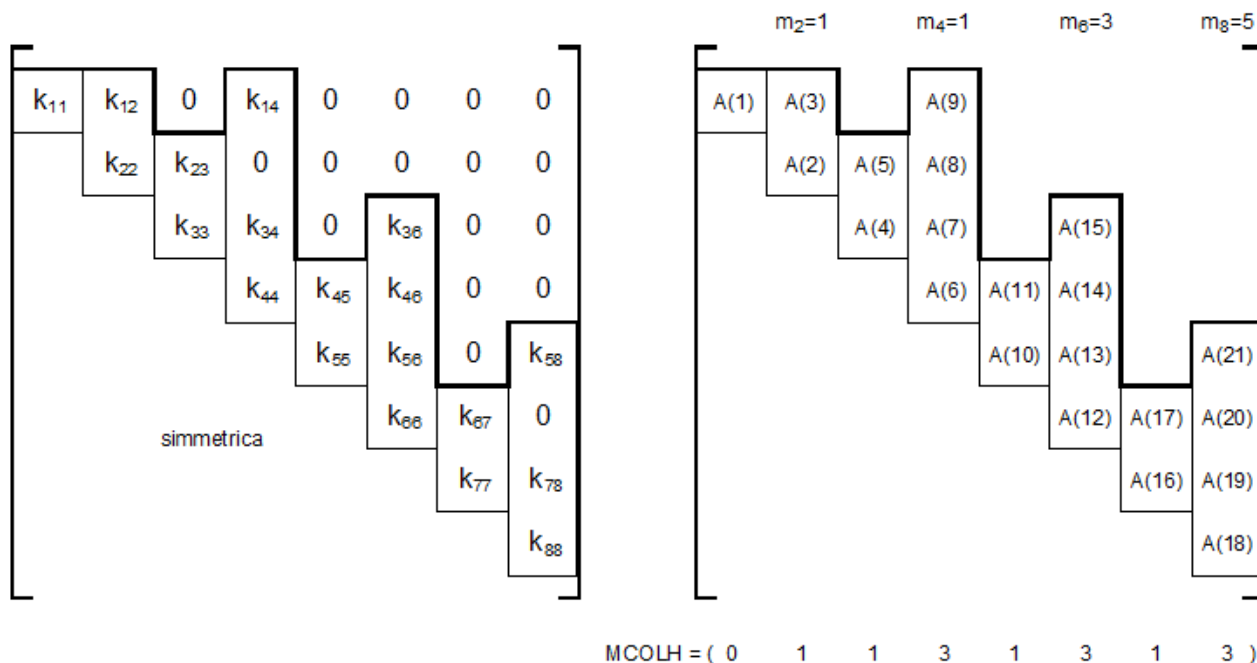 m₂=1 m₄=1 m₆=3 m₈=5
k₁₁ k₁₂ 0 k₁₄ 0 0 0 0 A(1) A(3) A(9)
k₂₂ k₂₃ 0 0 0 0 0 A(2) A(5) A(8)
k₃₃ k₃₄ 0 k₃₆ 0 0 A(4) A(7) A(15)
k₄₄ k₄₅ k₄₆ 0 0 A(6) A(11) A(14)
k₅₅ k₅₆ 0 k₅₈ A(10) A(13) A(21)
simmetrica k₆₆ k₆₇ 0 A(12) A(17) A(20)
k₇₇ k₇₈ A(16) A(19)
k₈₈ A(18)
MCOLH = ( 0 1 1 3 1 3 1 3 )